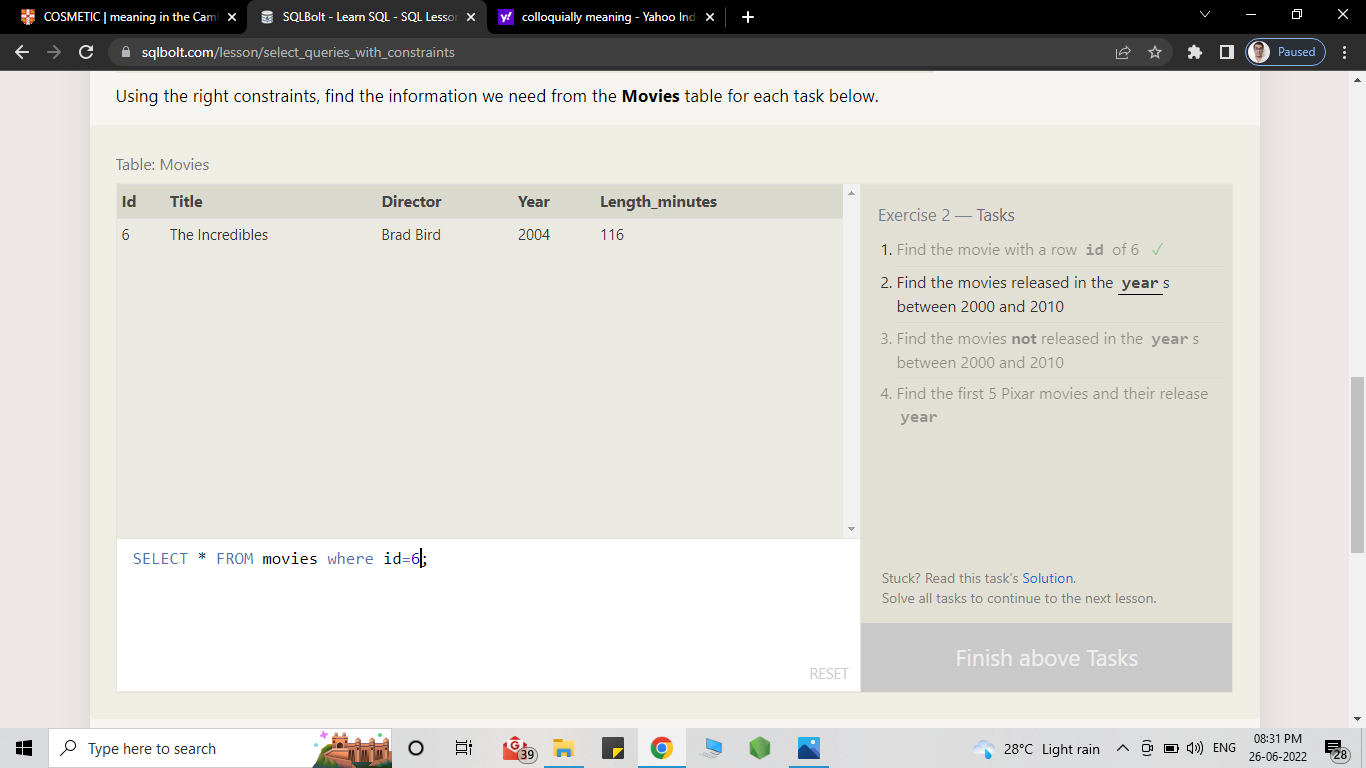 COSMETIC | meaning in the Cam
SQLBolt - Learn SQL - SQL Lesson
colloquially meaning - Yahoo Ind
sqlbolt.com/lesson/select_queries_with_constraints
Paused
Using the right constraints, find the information we need from the Movies table for each task below.
Table: Movies
Id Title Director Year Length_minutes
6 The Incredibles Brad Bird 2004 116
Exercise 2 — Tasks
1. Find the movie with a row id of 6 ✓
2. Find the movies released in the year s
between 2000 and 2010
3. Find the movies not released in the year s
between 2000 and 2010
4. Find the first 5 Pixar movies and their release
year
SELECT * FROM movies where id=6;
RESET
Stuck? Read this task's Solution.
Solve all tasks to continue to the next lesson.
Finish above Tasks
Type here to search
39
28°C Light rain
ENG
08:31 PM
26-06-2022
28